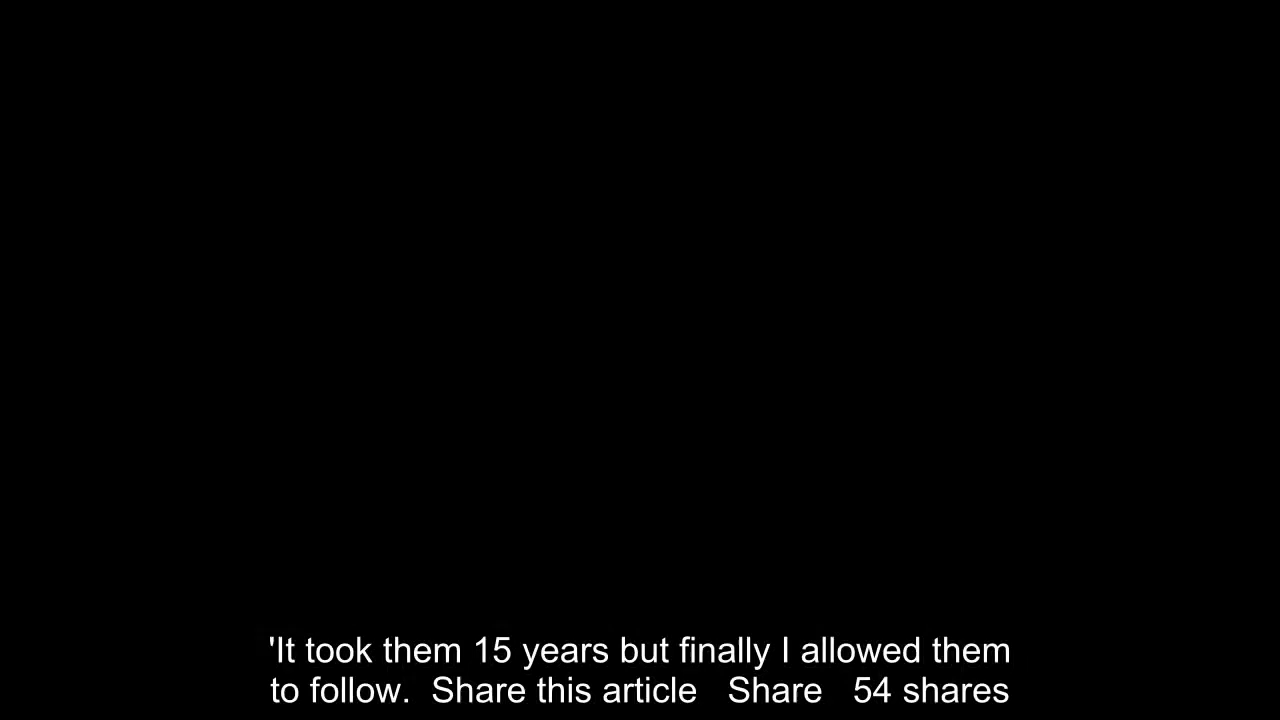 'It took them 15 years but finally I allowed them
to follow.  Share this article   Share   54 shares